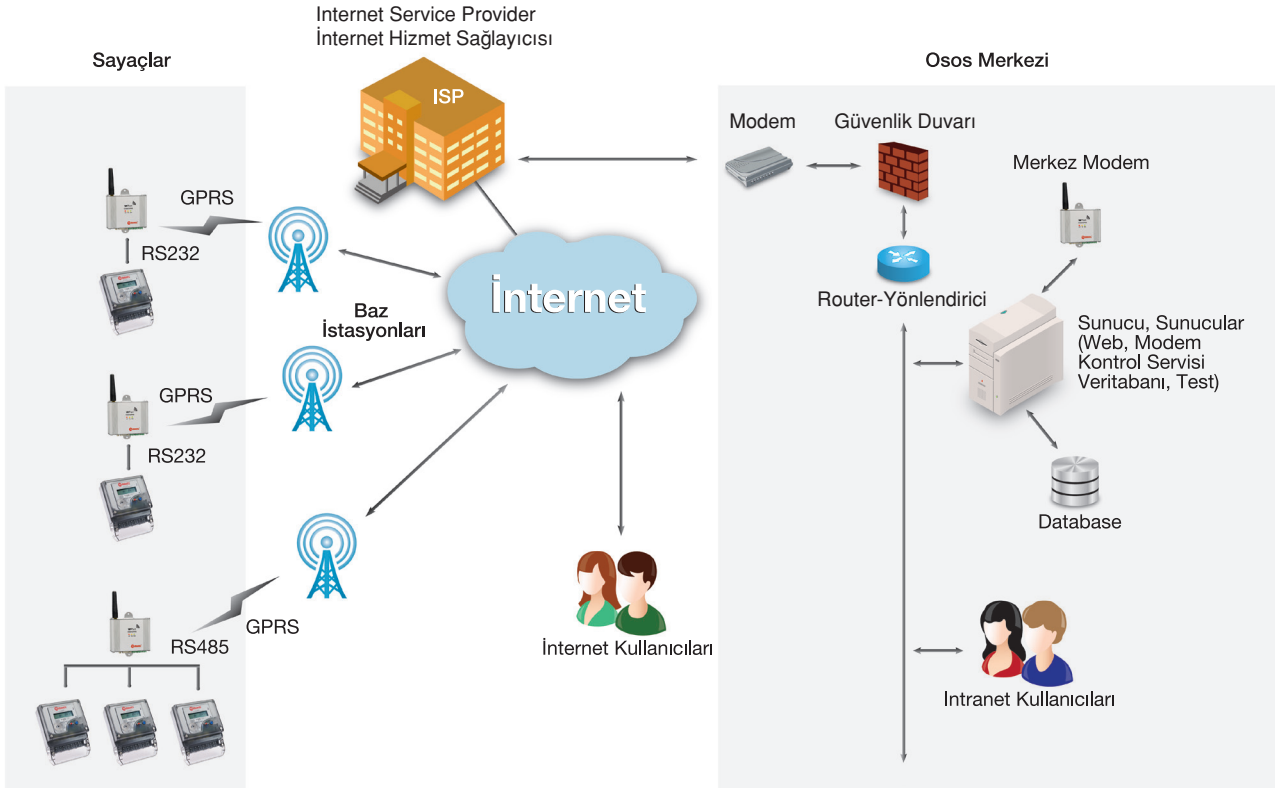 Internet Service Provider
İnternet Hizmet Sağlayıcısı
Sayaçlar
Osos Merkezi
ISP
Modem
Güvenlik Duvarı
Merkez Modem
GPRS
RS232
İnternet
Router-Yönlendirici
Baz
İstasyonları
Sunucu, Sunucular
(Web, Modem
Kontrol Servisi
Veritabanı, Test)
GPRS
RS232
Database
GPRS
RS485
İnternet Kullanıcıları
Intranet Kullanıcıları